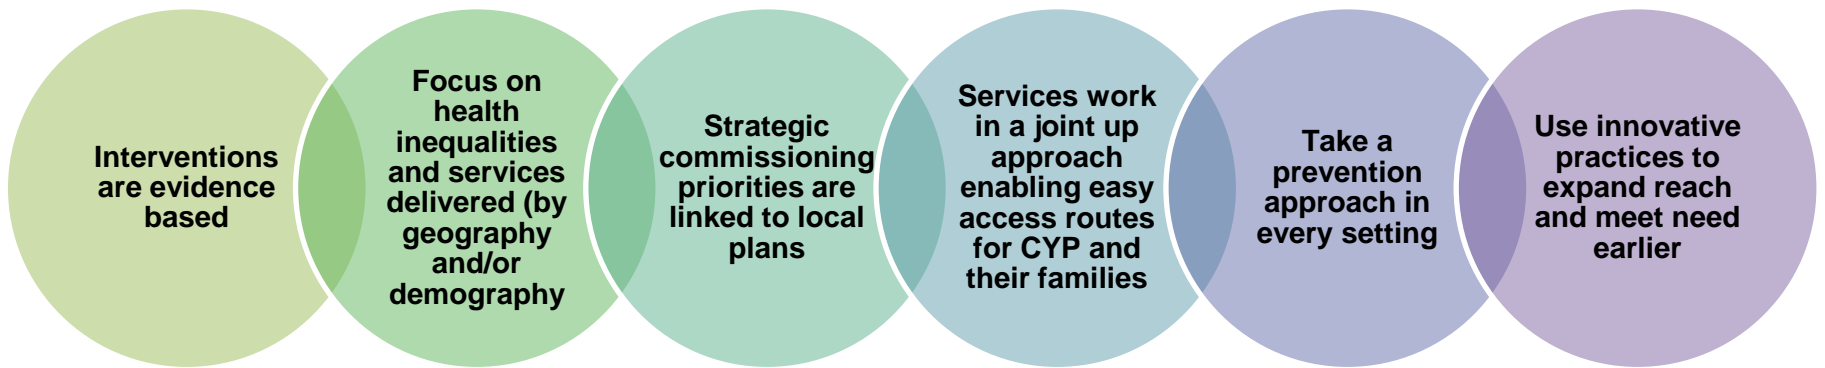 Interventions
are evidence
based
Focus on
health
inequalities
and services
delivered (by
geography
and/or
demography
Strategic
commissioning
priorities are
linked to local
plans
Services work
in a joint up
approach
enabling easy
access routes
for CYP and
their families
Take a
prevention
approach in
every setting
Use innovative
practices to
expand reach
and meet need
earlier